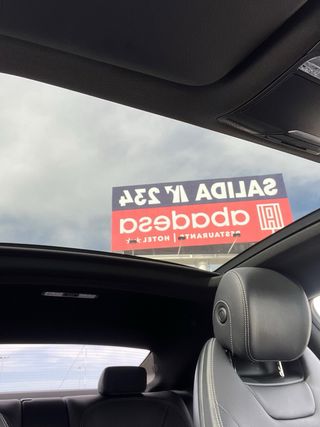 SALIDA Nº 234
abadesa
RESTAURANTE | HOTEL ★★